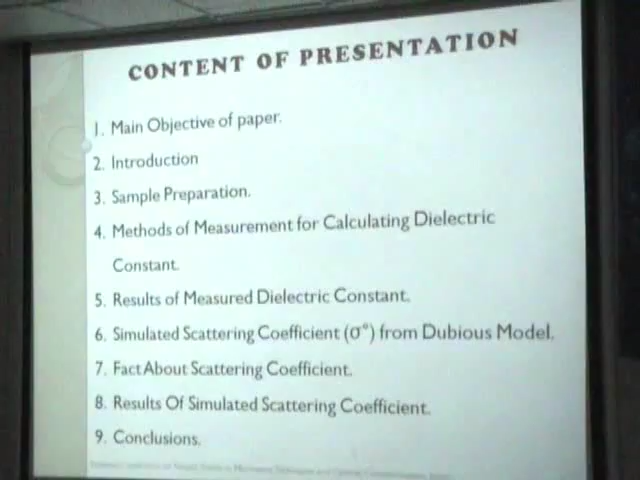 CONTENT OF PRESENTATION
1. Main Objective of paper.
2. Introduction
3. Sample Preparation.
4. Methods of Measurement for Calculating Dielectric
Constant.
5. Results of Measured Dielectric Constant.
6. Simulated Scattering Coefficient (σ°) from Dubious Model.
7. Fact About Scattering Coefficient.
8. Results Of Simulated Scattering Coefficient.
9. Conclusions.